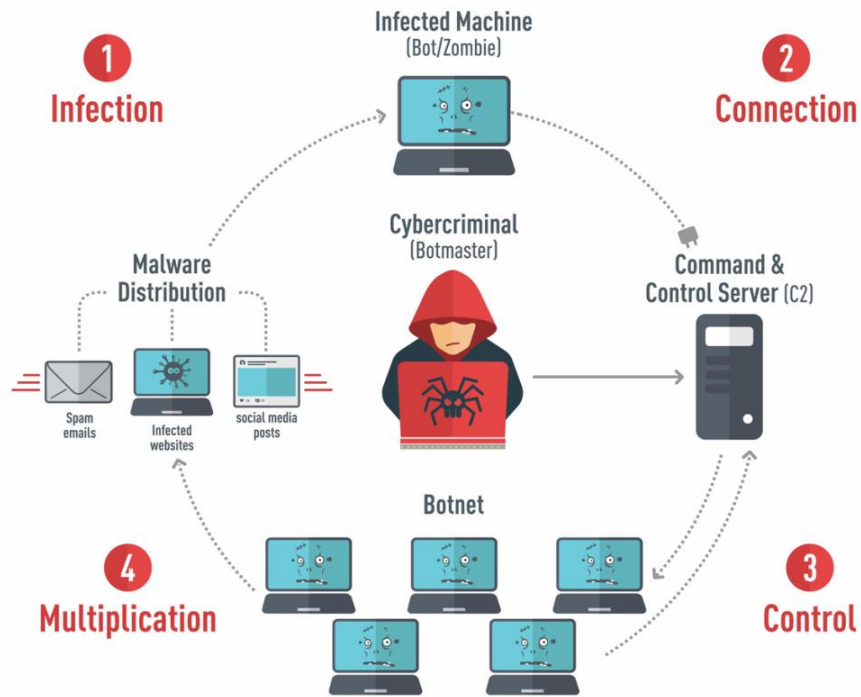 1
Infection
Infected Machine
(Bot/Zombie)
2
Connection
Malware
Distribution
Spam
emails
Infected
websites
social media
posts
Cybercriminal
(Botmaster)
Command &
Control Server (C2)
Botnet
4
Multiplication
3
Control